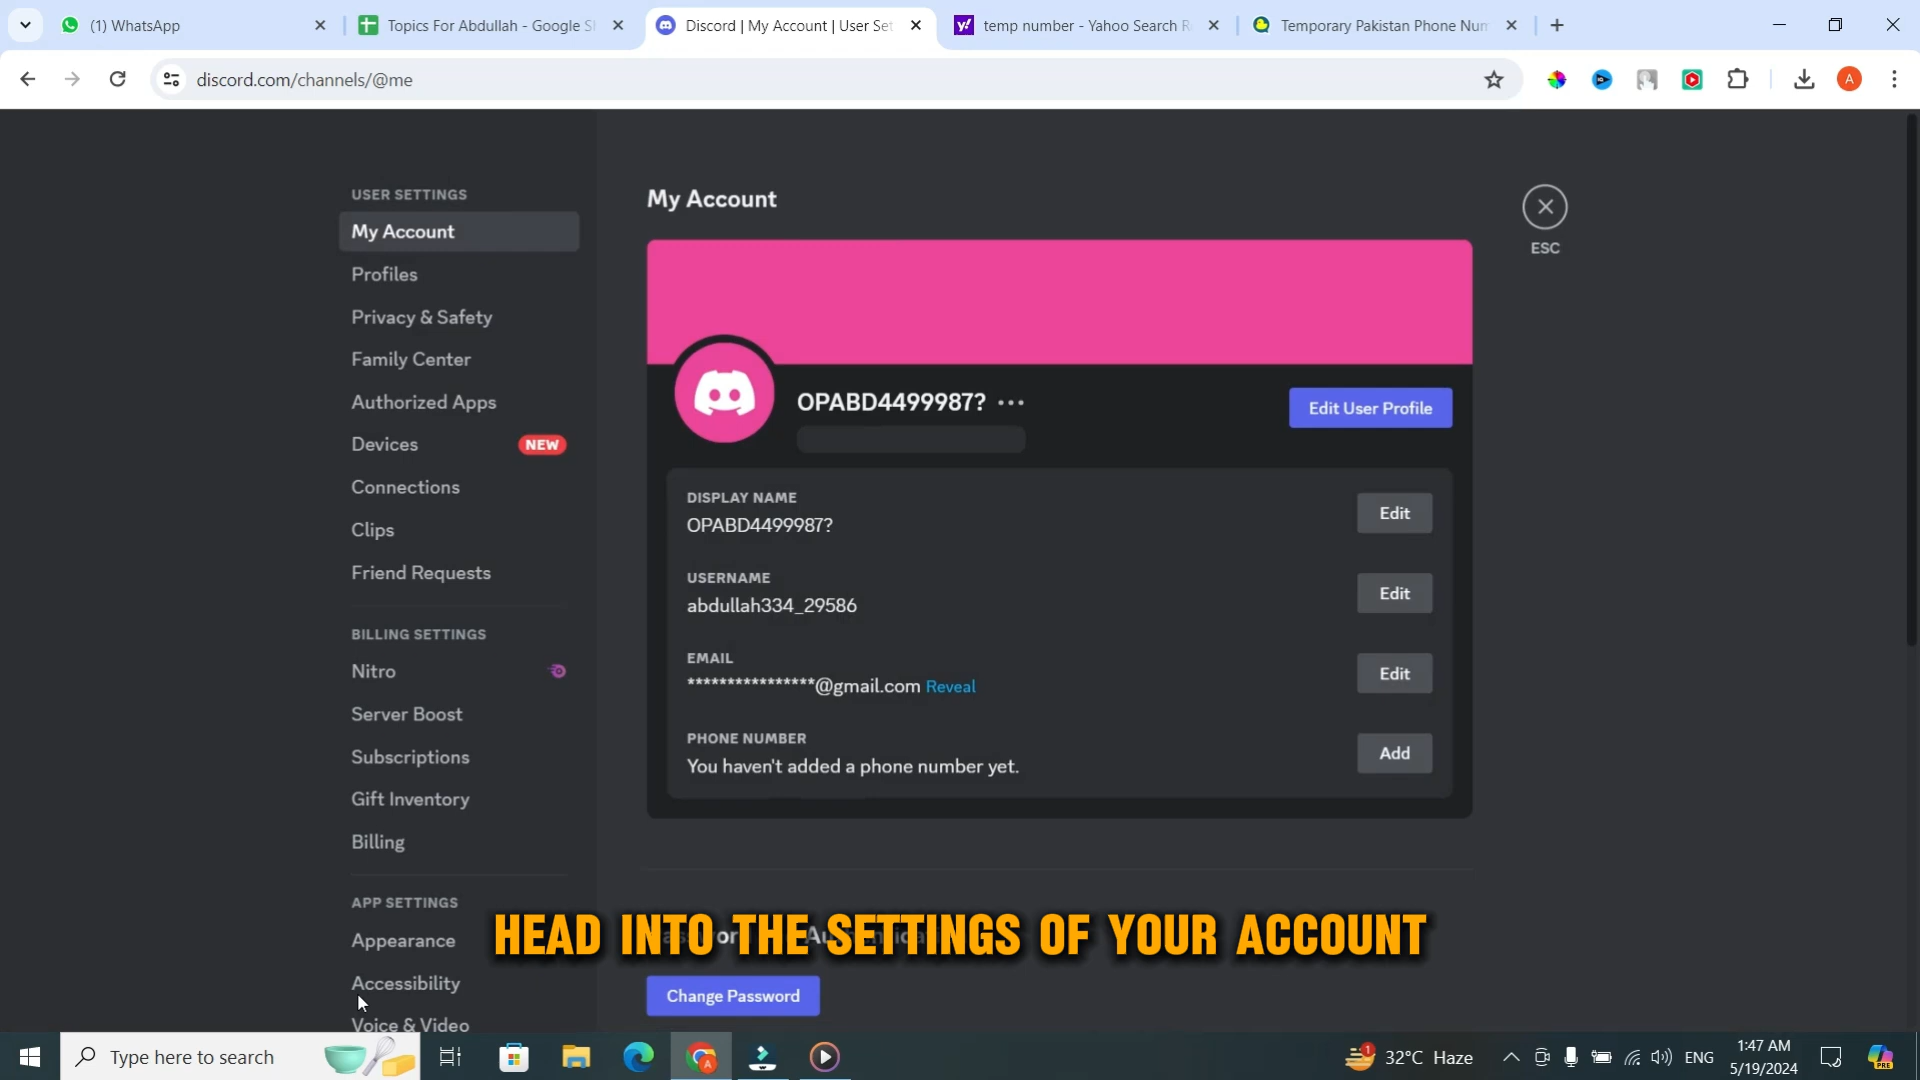 (1) WhatsApp
Topics For Abdullah - Google S
Discord | My Account | User Set
temp number - Yahoo Search R
Temporary Pakistan Phone Num
discord.com/channels/@me
A
USER SETTINGS
My Account
Profiles
Privacy & Safety
Family Center
Authorized Apps
Devices
NEW
Connections
Clips
Friend Requests
BILLING SETTINGS
Nitro
Server Boost
Subscriptions
Gift Inventory
Billing
APP SETTINGS
Appearance
Accessibility
Voice & Video
My Account
ESC
OPABD4499987?
Edit User Profile
DISPLAY NAME
OPABD4499987?
Edit
USERNAME
abdullah334_29586
Edit
EMAIL
****************@gmail.com Reveal
Edit
PHONE NUMBER
You haven't added a phone number yet.
Add
HEAD INTO THE SETTINGS OF YOUR ACCOUNT
Change Password
Type here to search
32°C Haze
ENG
1:47 AM
5/19/2024